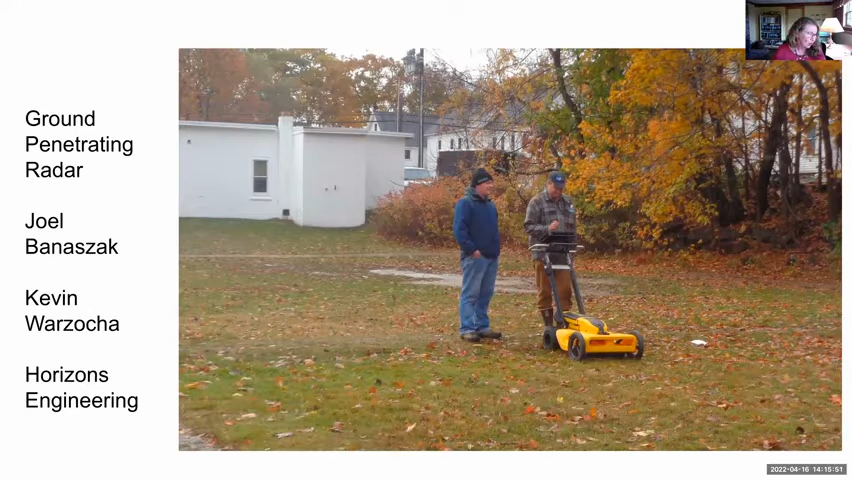 Ground
Penetrating
Radar
Joel
Banaszak
Kevin
Warzocha
Horizons
Engineering
2022-04-16 14:15:51